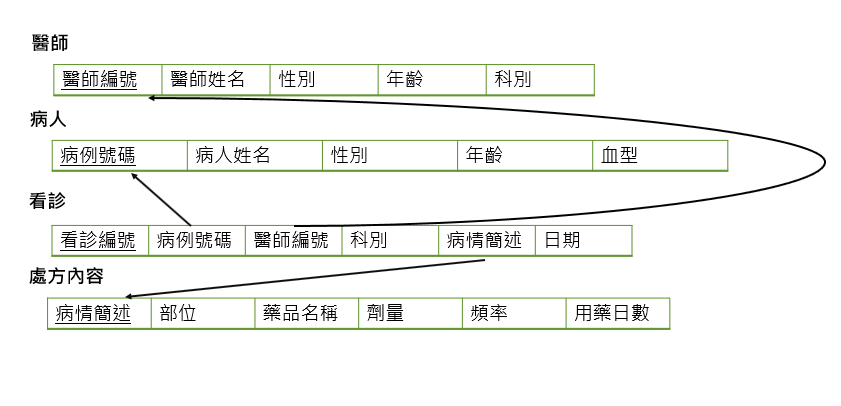 醫師
醫師編號 醫師姓名 性別 年齡 科別
病人
病例號碼 病人姓名 性別 年齡 血型
看診
看診編號 病例號碼 醫師編號 科別 病情簡述 日期
處方內容
病情簡述 部位 藥品名稱 劑量 頻率 用藥日數